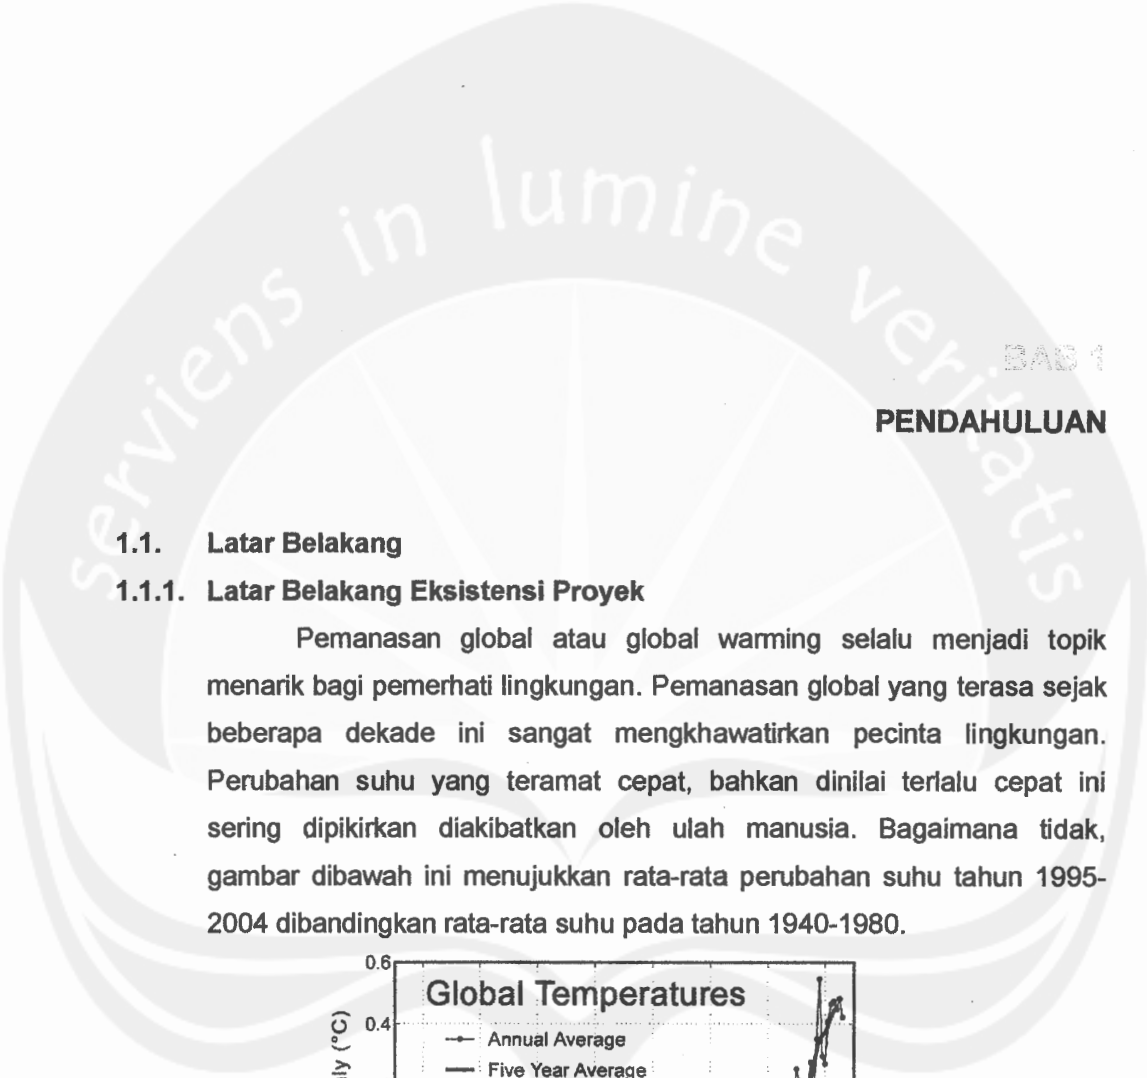 serviens in lumine veritatis
BAB 1
PENDAHULUAN
1.1. Latar Belakang
1.1.1. Latar Belakang Eksistensi Proyek
Pemanasan global atau global warming selalu menjadi topik
menarik bagi pemerhati lingkungan. Pemanasan global yang terasa sejak
beberapa dekade ini sangat mengkhawatirkan pecinta lingkungan.
Perubahan suhu yang teramat cepat, bahkan dinilai terlalu cepat ini
sering dipikirkan diakibatkan oleh ulah manusia. Bagaimana tidak,
gambar dibawah ini menujukkan rata-rata perubahan suhu tahun 1995-
2004 dibandingkan rata-rata suhu pada tahun 1940-1980.
0.6
Global Temperatures
0.4
Annual Average
Five Year Average
(°C)